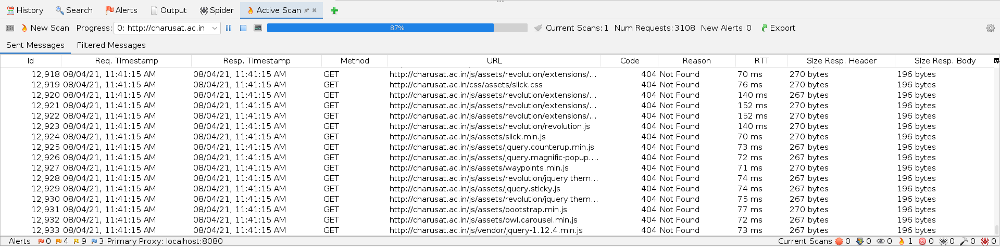 History Search Alerts Output Spider Active Scan
New Scan Progress: 0: http://charusat.ac.in 87% Current Scans: 1 Num Requests: 3108 New Alerts: 0 Export
Sent Messages Filtered Messages
Id Req. Timestamp Resp. Timestamp Method URL Code Reason RTT Size Resp. Header Size Resp. Body
12,918 08/04/21, 11:41:15 AM 08/04/21, 11:41:15 AM GET http://charusat.ac.in/js/assets/revolution/extensions/... 404 Not Found 70 ms 270 bytes 196 bytes
12,919 08/04/21, 11:41:15 AM 08/04/21, 11:41:15 AM GET http://charusat.ac.in/css/assets/slick.css 404 Not Found 76 ms 270 bytes 196 bytes
12,920 08/04/21, 11:41:15 AM 08/04/21, 11:41:15 AM GET http://charusat.ac.in/js/assets/revolution/extensions/... 404 Not Found 140 ms 267 bytes 196 bytes
12,921 08/04/21, 11:41:15 AM 08/04/21, 11:41:15 AM GET http://charusat.ac.in/js/assets/revolution/extensions/... 404 Not Found 152 ms 270 bytes 196 bytes
12,922 08/04/21, 11:41:15 AM 08/04/21, 11:41:15 AM GET http://charusat.ac.in/js/assets/revolution/extensions/... 404 Not Found 152 ms 270 bytes 196 bytes
12,923 08/04/21, 11:41:15 AM 08/04/21, 11:41:15 AM GET http://charusat.ac.in/js/assets/revolution/revolution.js 404 Not Found 140 ms 270 bytes 196 bytes
12,924 08/04/21, 11:41:15 AM 08/04/21, 11:41:15 AM GET http://charusat.ac.in/js/assets/slick.min.js 404 Not Found 70 ms 270 bytes 196 bytes
12,925 08/04/21, 11:41:15 AM 08/04/21, 11:41:15 AM GET http://charusat.ac.in/js/assets/jquery.counterup.min.js 404 Not Found 73 ms 267 bytes 196 bytes
12,926 08/04/21, 11:41:15 AM 08/04/21, 11:41:15 AM GET http://charusat.ac.in/js/assets/jquery.magnific-popup.... 404 Not Found 72 ms 267 bytes 196 bytes
12,927 08/04/21, 11:41:15 AM 08/04/21, 11:41:15 AM GET http://charusat.ac.in/js/assets/waypoints.min.js 404 Not Found 71 ms 270 bytes 196 bytes
12,928 08/04/21, 11:41:15 AM 08/04/21, 11:41:15 AM GET http://charusat.ac.in/js/assets/revolution/jquery.them... 404 Not Found 74 ms 267 bytes 196 bytes
12,929 08/04/21, 11:41:15 AM 08/04/21, 11:41:15 AM GET http://charusat.ac.in/js/assets/jquery.sticky.js 404 Not Found 74 ms 267 bytes 196 bytes
12,930 08/04/21, 11:41:15 AM 08/04/21, 11:41:15 AM GET http://charusat.ac.in/js/assets/revolution/jquery.them... 404 Not Found 75 ms 267 bytes 196 bytes
12,931 08/04/21, 11:41:15 AM 08/04/21, 11:41:15 AM GET http://charusat.ac.in/js/assets/bootstrap.min.js 404 Not Found 77 ms 270 bytes 196 bytes
12,932 08/04/21, 11:41:15 AM 08/04/21, 11:41:15 AM GET http://charusat.ac.in/js/assets/owl.carousel.min.js 404 Not Found 72 ms 267 bytes 196 bytes
12,933 08/04/21, 11:41:15 AM 08/04/21, 11:41:15 AM GET http://charusat.ac.in/js/vendor/jquery-1.12.4.min.js 404 Not Found 73 ms 267 bytes 196 bytes
Alerts 0 4 9 3 Primary Proxy: localhost:8080 Current Scans 0 0 0 1 0 0 0 0